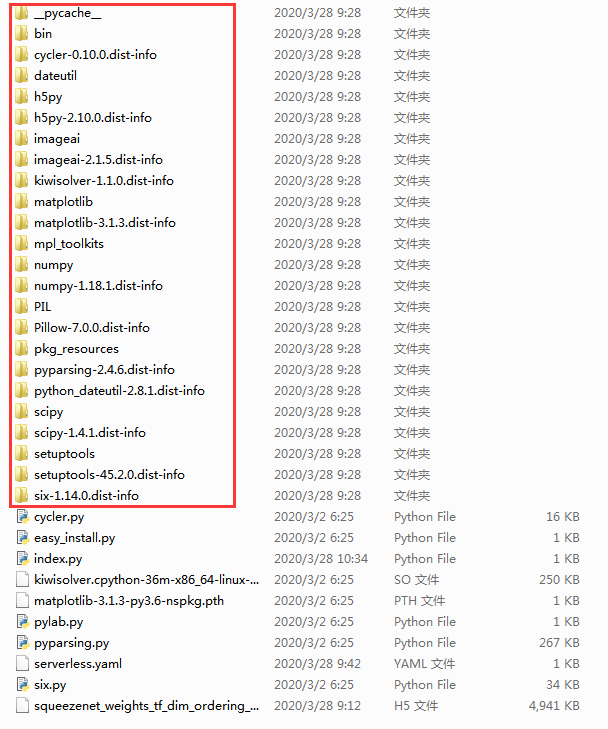 __pycache__ 2020/3/28 9:28 文件夹
bin 2020/3/28 9:28 文件夹
cycler-0.10.0.dist-info 2020/3/28 9:28 文件夹
dateutil 2020/3/28 9:28 文件夹
h5py 2020/3/28 9:28 文件夹
h5py-2.10.0.dist-info 2020/3/28 9:28 文件夹
imageai 2020/3/28 9:28 文件夹
imageai-2.1.5.dist-info 2020/3/28 9:28 文件夹
kiwisolver-1.1.0.dist-info 2020/3/28 9:28 文件夹
matplotlib 2020/3/28 9:28 文件夹
matplotlib-3.1.3.dist-info 2020/3/28 9:28 文件夹
mpl_toolkits 2020/3/28 9:28 文件夹
numpy 2020/3/28 9:28 文件夹
numpy-1.18.1.dist-info 2020/3/28 9:28 文件夹
PIL 2020/3/28 9:28 文件夹
Pillow-7.0.0.dist-info 2020/3/28 9:28 文件夹
pkg_resources 2020/3/28 9:28 文件夹
pyparsing-2.4.6.dist-info 2020/3/28 9:28 文件夹
python_dateutil-2.8.1.dist-info 2020/3/28 9:28 文件夹
scipy 2020/3/28 9:28 文件夹
scipy-1.4.1.dist-info 2020/3/28 9:28 文件夹
setuptools 2020/3/28 9:28 文件夹
setuptools-45.2.0.dist-info 2020/3/28 9:28 文件夹
six-1.14.0.dist-info 2020/3/28 9:28 文件夹
cycler.py 2020/3/2 6:25 Python File 16 KB
easy_install.py 2020/3/2 6:25 Python File 1 KB
index.py 2020/3/28 10:34 Python File 1 KB
kiwisolver.cpython-36m-x86_64-linux-... 2020/3/2 6:25 SO 文件 250 KB
matplotlib-3.1.3-py3.6-nspkg.pth 2020/3/2 6:25 PTH 文件 1 KB
pylab.py 2020/3/2 6:25 Python File 1 KB
pyparsing.py 2020/3/2 6:25 Python File 267 KB
serverless.yaml 2020/3/28 9:42 YAML 文件 1 KB
six.py 2020/3/2 6:25 Python File 34 KB
squeezenet_weights_tf_dim_ordering_... 2020/3/28 9:12 H5 文件 4,941 KB